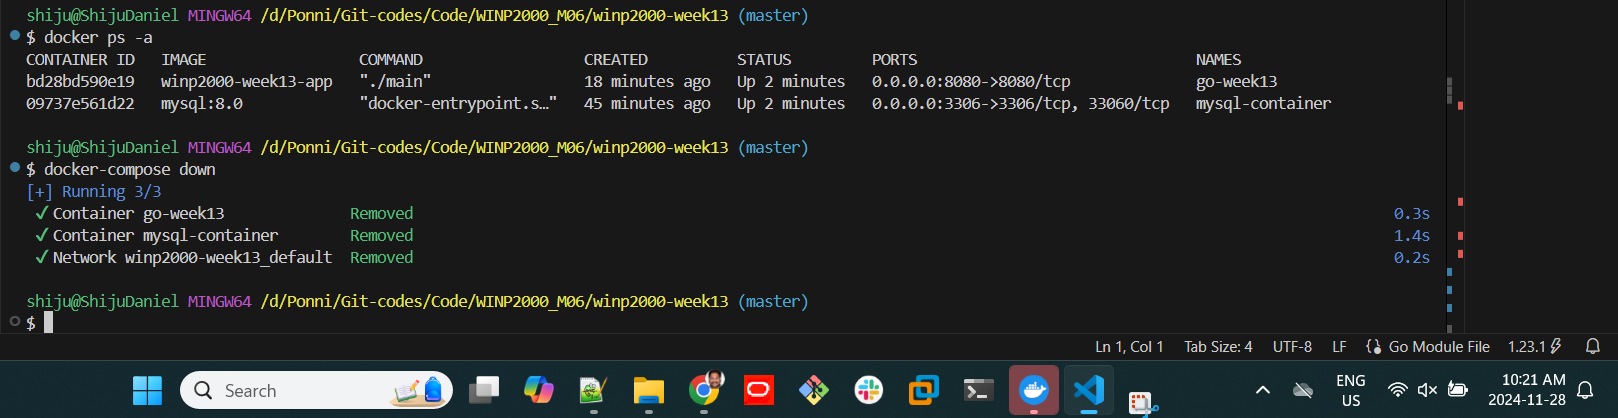 shiju@ShijuDaniel MINGW64 /d/Ponni/Git-codes/Code/WINP2000_M06/winp2000-week13 (master)
$ docker ps -a
CONTAINER ID   IMAGE                COMMAND                  CREATED          STATUS         PORTS                               NAMES
bd28bd590e19   winp2000-week13-app   "./main"                 18 minutes ago   Up 2 minutes   0.0.0.0:8080->8080/tcp              go-week13
09737e561d22   mysql:8.0             "docker-entrypoint.s…"   45 minutes ago   Up 2 minutes   0.0.0.0:3306->3306/tcp, 33060/tcp   mysql-container
shiju@ShijuDaniel MINGW64 /d/Ponni/Git-codes/Code/WINP2000_M06/winp2000-week13 (master)
$ docker-compose down
[+] Running 3/3
✓ Container go-week13 Removed 0.3s
✓ Container mysql-container Removed 1.4s
✓ Network winp2000-week13_default Removed 0.2s
shiju@ShijuDaniel MINGW64 /d/Ponni/Git-codes/Code/WINP2000_M06/winp2000-week13 (master)
$
Ln 1, Col 1 Tab Size: 4 UTF-8 LF Go Module File 1.23.1
Search
ENG
US
10:21 AM
2024-11-28